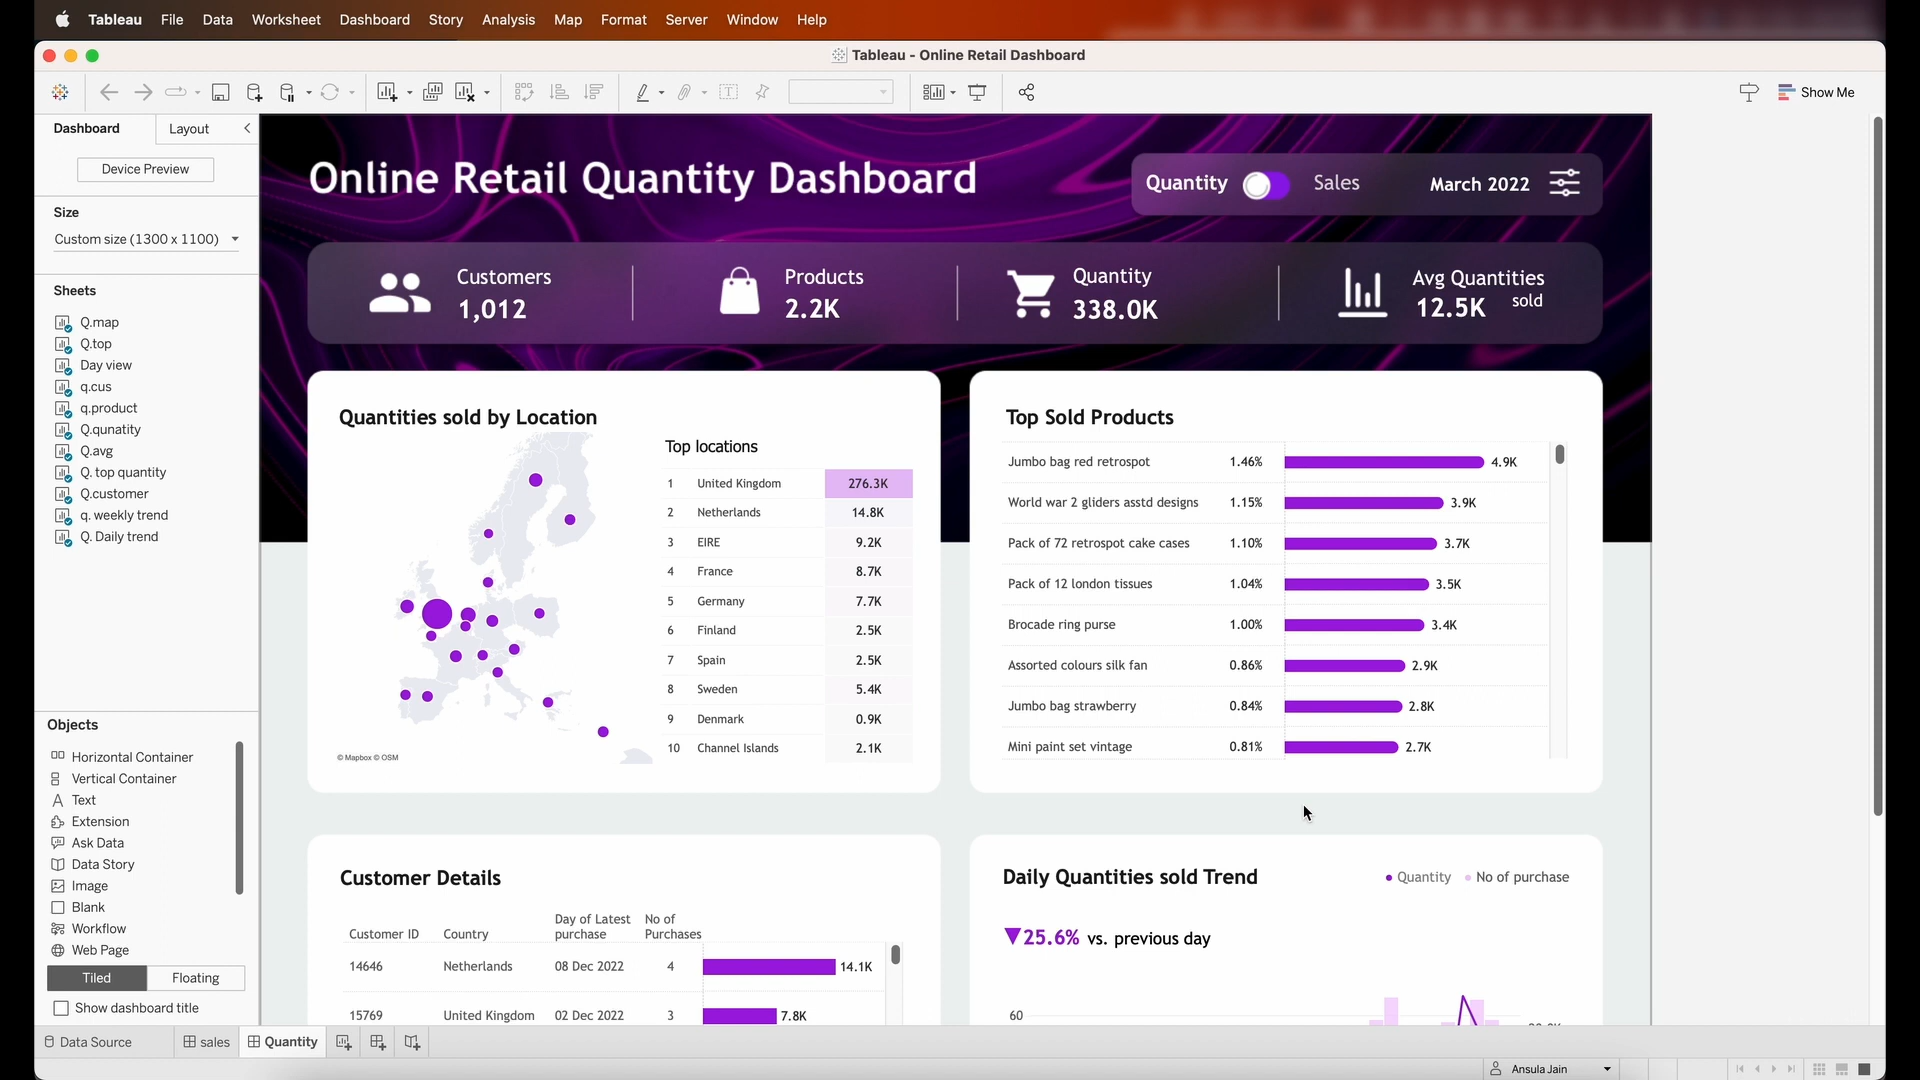 Tableau File Data Worksheet Dashboard Story Analysis Map Format Server Window Help
Tableau - Online Retail Dashboard
Show Me
Dashboard Layout
Device Preview
Size
Custom size (1300 x 1100)
Sheets
Q.map
Q.top
Day view
q.cus
q.product
Q.qunatity
Q.avg
Q. top quantity
Q.customer
q. weekly trend
Q. Daily trend
Objects
Horizontal Container
Vertical Container
Text
Extension
Ask Data
Data Story
Image
Blank
Workflow
Web Page
Tiled Floating
Show dashboard title
Online Retail Quantity Dashboard
Quantity Sales March 2022
Customers
1,012
Products
2.2K
Quantity
338.0K
Avg Quantities
12.5K sold
Quantities sold by Location
Top locations
1 United Kingdom 276.3K
2 Netherlands 14.8K
3 EIRE 9.2K
4 France 8.7K
5 Germany 7.7K
6 Finland 2.5K
7 Spain 2.5K
8 Sweden 5.4K
9 Denmark 0.9K
10 Channel Islands 2.1K
© Mapbox © OSM
Top Sold Products
Jumbo bag red retrospot 1.46% 4.9K
World war 2 gliders asstd designs 1.15% 3.9K
Pack of 72 retrospot cake cases 1.10% 3.7K
Pack of 12 london tissues 1.04% 3.5K
Brocade ring purse 1.00% 3.4K
Assorted colours silk fan 0.86% 2.9K
Jumbo bag strawberry 0.84% 2.8K
Mini paint set vintage 0.81% 2.7K
Customer Details
Customer ID Country Day of Latest purchase No of Purchases
14646 Netherlands 08 Dec 2022 4 14.1K
15769 United Kingdom 02 Dec 2022 3 7.8K
Daily Quantities sold Trend
Quantity No of purchase
▼25.6% vs. previous day
60
Data Source sales Quantity
Ansula Jain